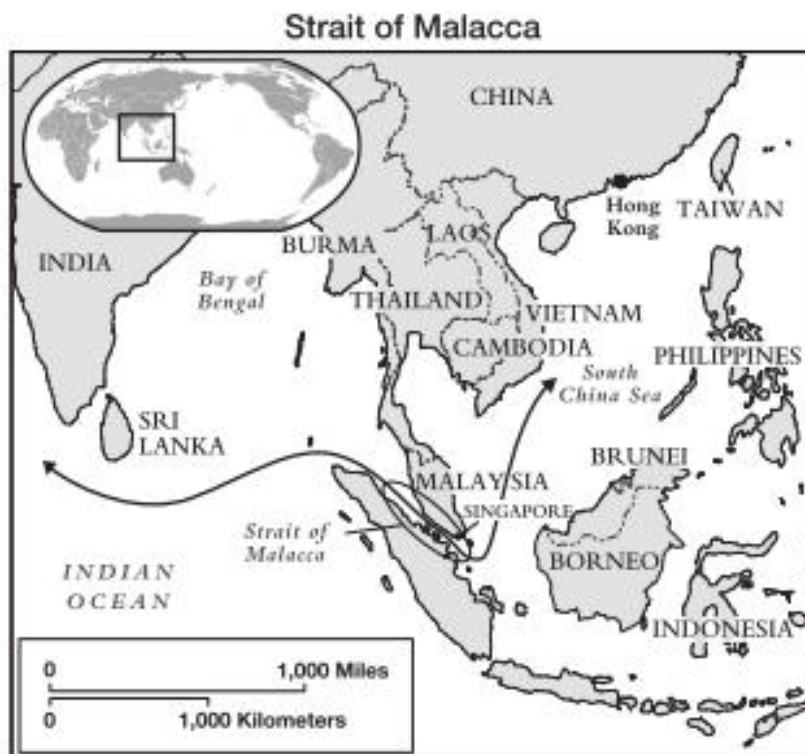 Strait of Malacca
CHINA
Hong
Kong
TAIWAN
BURMA
LAOS
INDIA
Bay of
Bengal
THAILAND
VIETNAM
CAMBODIA
PHILIPPINES
South
China Sea
SRI
LANKA
BRUNEI
MALAYSIA
SINGAPORE
Strait of
Malacca
BORNEO
INDIAN
OCEAN
INDONESIA
0 1,000 Miles
0 1,000 Kilometers